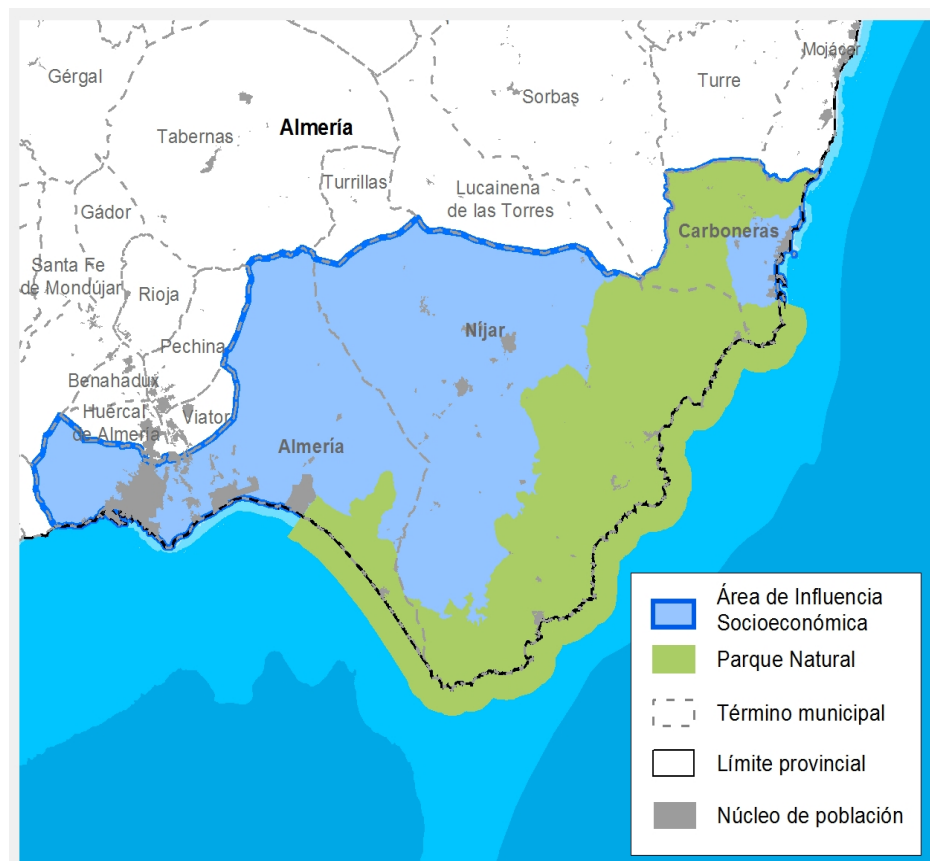 Mojácar
Gérgal
Turre
Sorbas
Almería
Tabernas
Turrillas
Lucainena
de las Torres
Gádor
Carboneras
Santa Fe
de Mondújar
Rioja
Níjar
Pechina
Benahadux
Huércal
de Almería
Viator
Almería
Área de Influencia
Socioeconómica
Parque Natural
Término municipal
Límite provincial
Núcleo de población